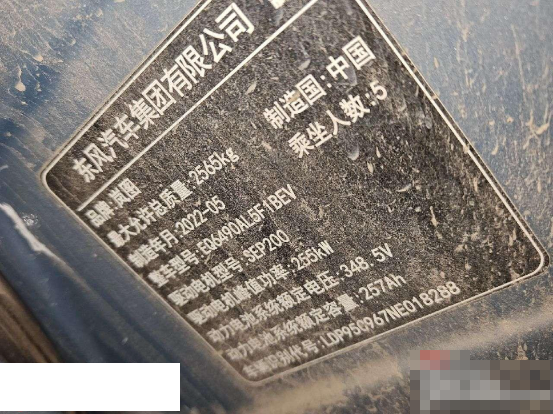 东风汽车集团有限公司
制造国:中国
乘坐人数:5
品牌:岚图
最大允许总质量:2565kg
制造年月:2022-05
整车型号:EQ6490AL5F1BEV
驱动电机型号:SEP200
驱动电机峰值功率:255kW
动力电池系统额定电压:348.5V
动力电池系统额定容量:257Ah
车辆识别代号:LDP95C967NE018288